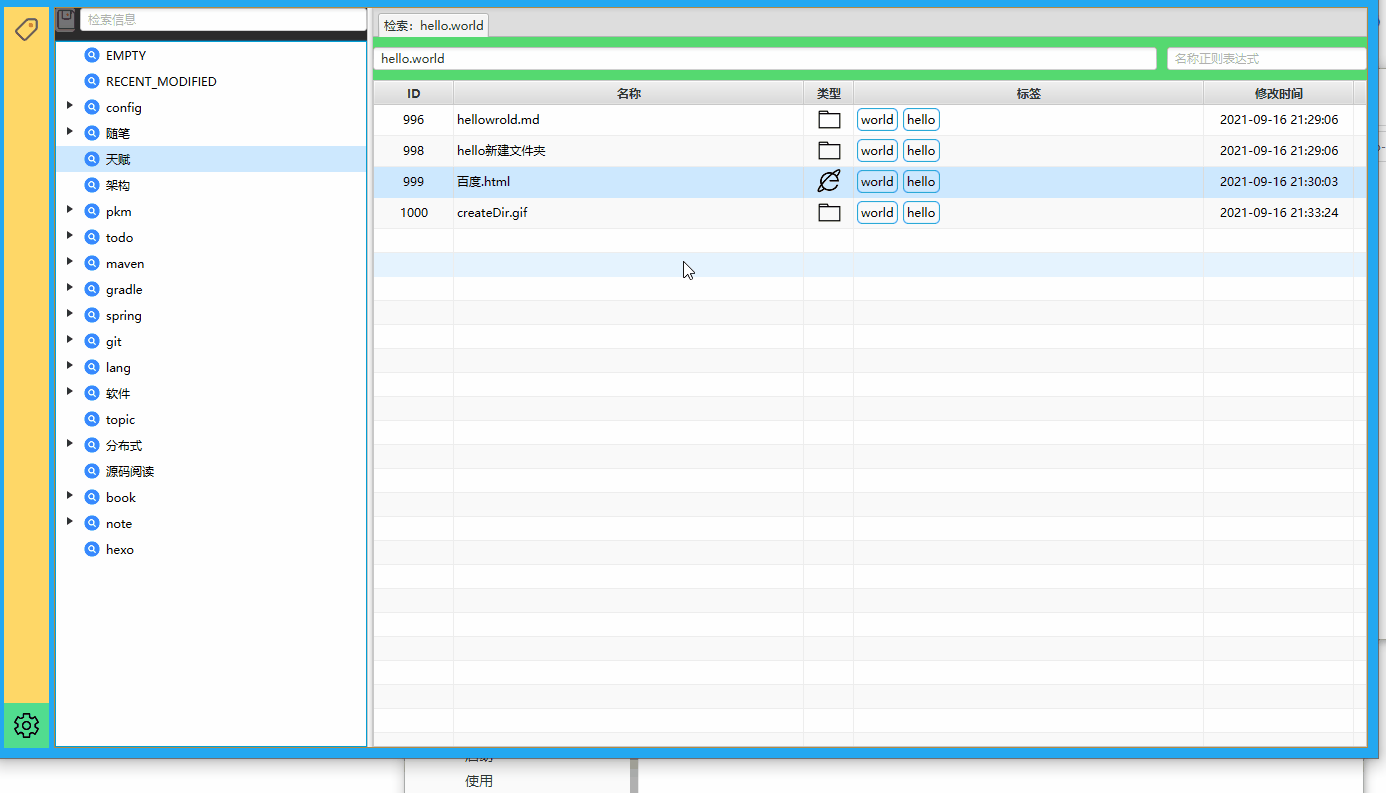 检索信息
EMPTY
RECENT_MODIFIED
config
随笔
天赋
架构
pkm
todo
maven
gradle
spring
git
lang
软件
topic
分布式
源码阅读
book
note
hexo
检索：hello.world
hello.world 名称正则表达式
ID 名称 类型 标签 修改时间
996 hellowrold.md world hello 2021-09-16 21:29:06
998 hello新建文件夹 world hello 2021-09-16 21:29:06
999 百度.html world hello 2021-09-16 21:30:03
1000 createDir.gif world hello 2021-09-16 21:33:24
使用